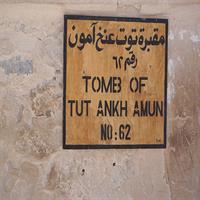 مقبرة توت عنخ آمون
رقم ٦٢
TOMB OF
TUT ANKH AMUN
NO: 62